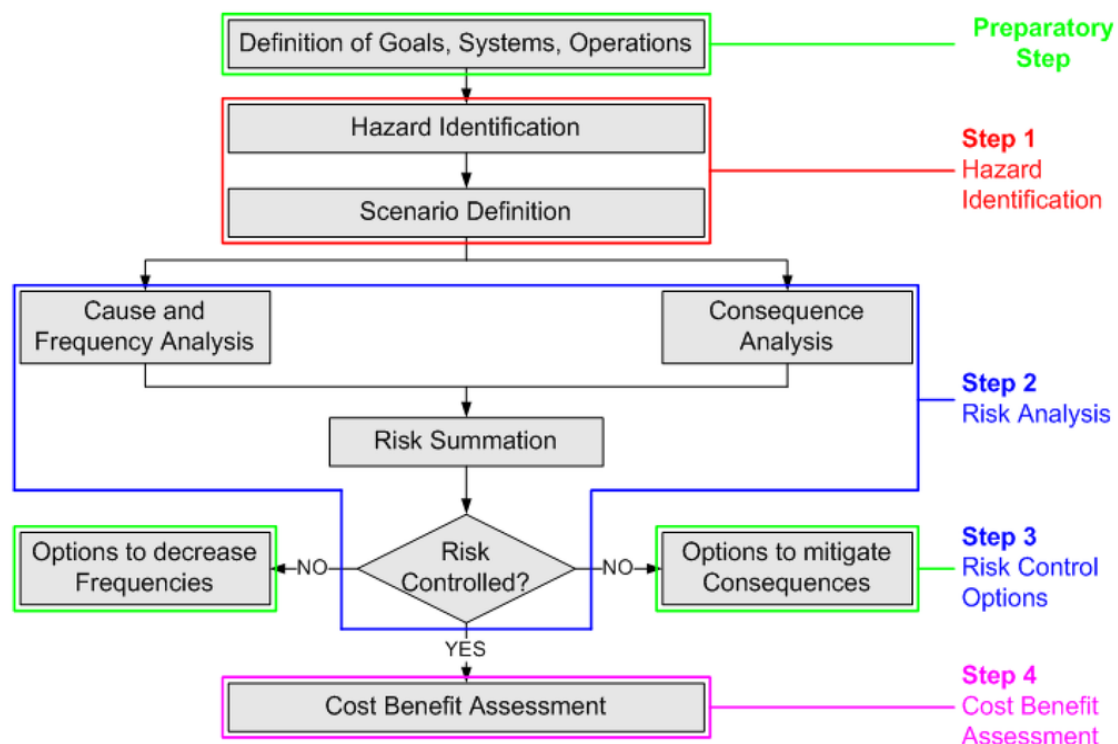 Definition of Goals, Systems, Operations
Preparatory
Step
Hazard Identification
Step 1
Hazard
Identification
Scenario Definition
Cause and
Frequency Analysis
Consequence
Analysis
Step 2
Risk Analysis
Risk Summation
Options to decrease
Frequencies
NO
Risk
Controlled?
NO
Options to mitigate
Consequences
Step 3
Risk Control
Options
YES
Cost Benefit Assessment
Step 4
Cost Benefit
Assessment